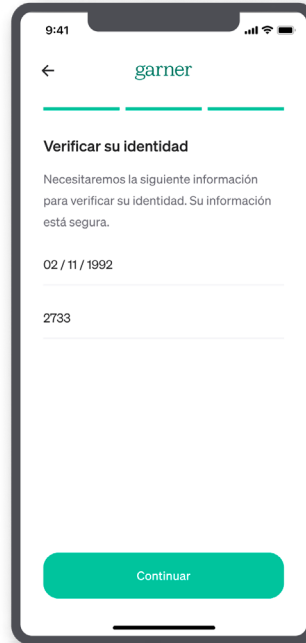 9:41
garner
Verificar su identidad
Necesitaremos la siguiente información
para verificar su identidad. Su información
está segura.
02 / 11 / 1992
2733
Continuar